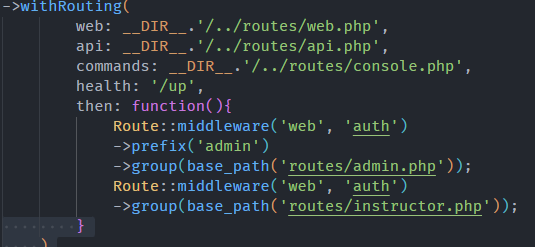 ->withRouting(
web: __DIR__.'/../routes/web.php',
api: __DIR__.'/../routes/api.php',
commands: __DIR__.'/../routes/console.php',
health: '/up',
then: function(){
Route::middleware('web', 'auth')
->prefix('admin')
->group(base_path('routes/admin.php'));
Route::middleware('web', 'auth')
->group(base_path('routes/instructor.php'));
}
)